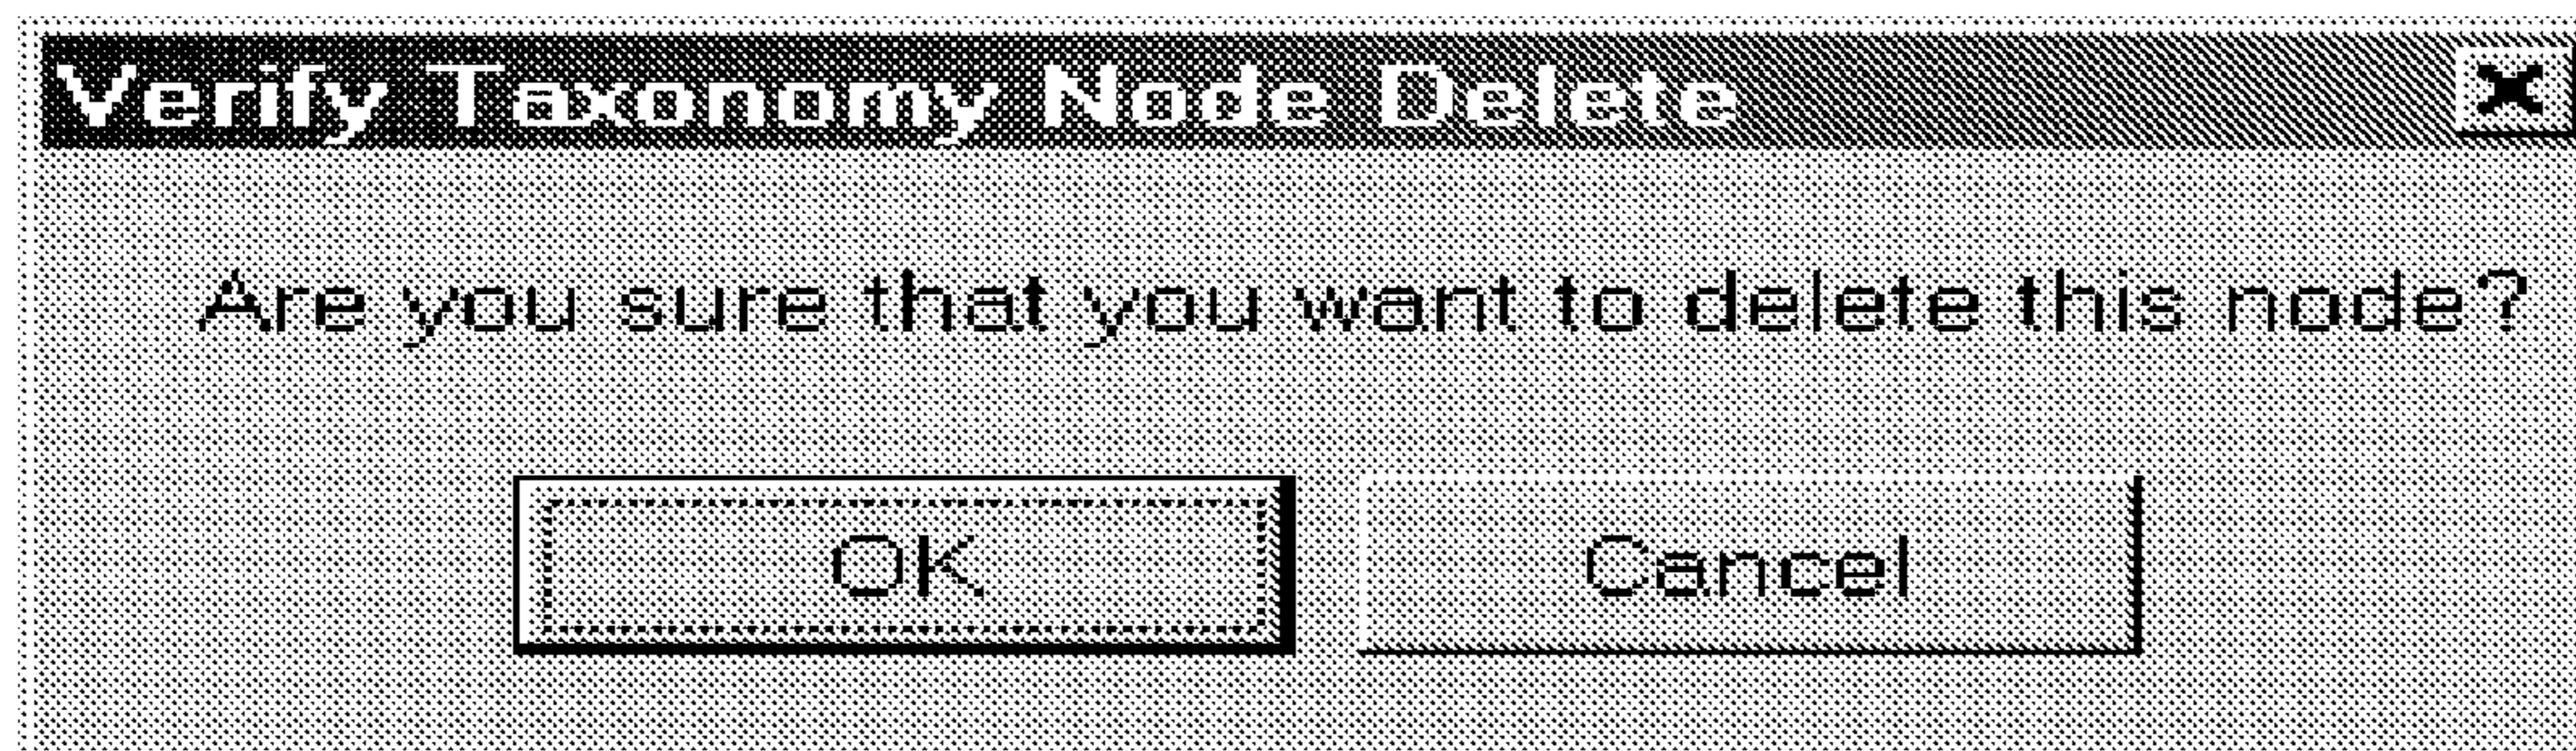 Verify Taxonomy Node Delete
Are you sure that you want to delete this node?
OK Cancel